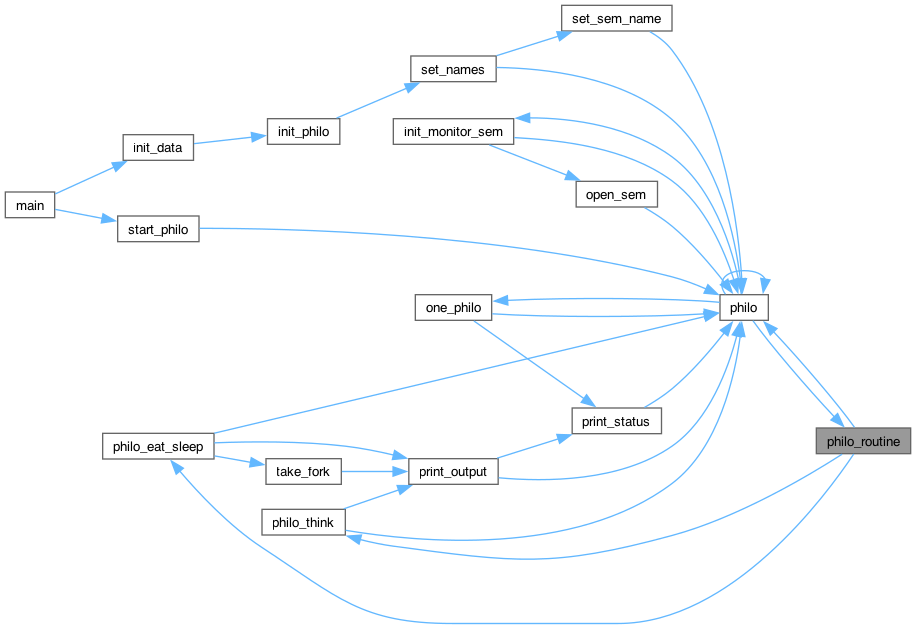 set_sem_name
set_names
init_philo
init_monitor_sem
init_data
open_sem
main
start_philo
one_philo
philo
print_status
philo_routine
philo_eat_sleep
take_fork
print_output
philo_think